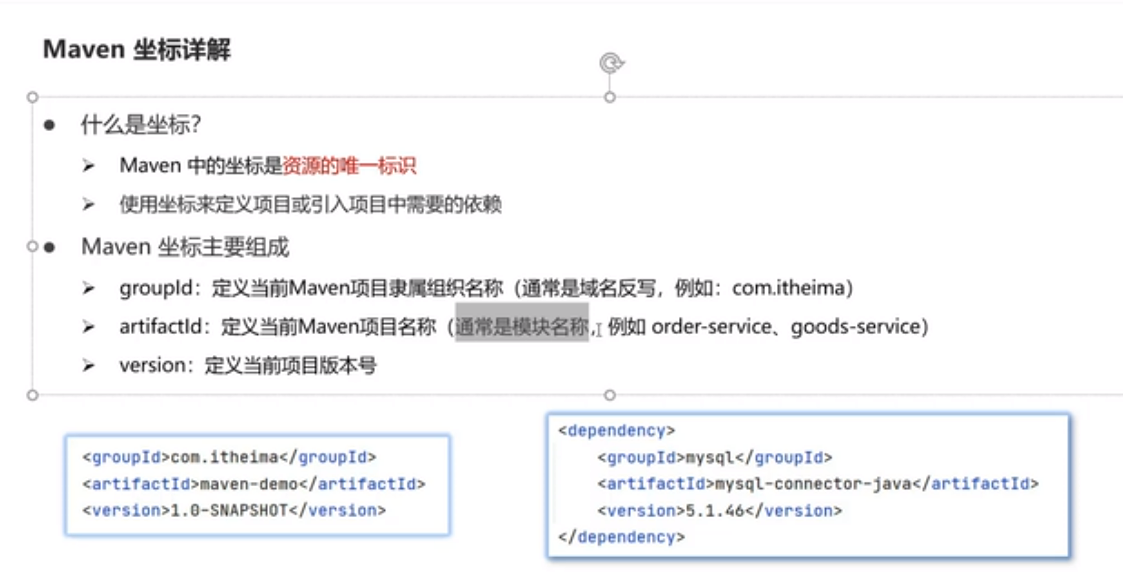 Maven 坐标详解
什么是坐标？
Maven 中的坐标是资源的唯一标识
使用坐标来定义项目或引入项目中需要的依赖
Maven 坐标主要组成
groupId：定义当前Maven项目隶属组织名称（通常是域名反写，例如：com.itheima）
artifactId：定义当前Maven项目名称（通常是模块名称，例如 order-service、goods-service）
version：定义当前项目版本号
<groupId>com.itheima</groupId>
<artifactId>maven-demo</artifactId>
<version>1.0-SNAPSHOT</version>
<dependency>
<groupId>mysql</groupId>
<artifactId>mysql-connector-java</artifactId>
<version>5.1.46</version>
</dependency>